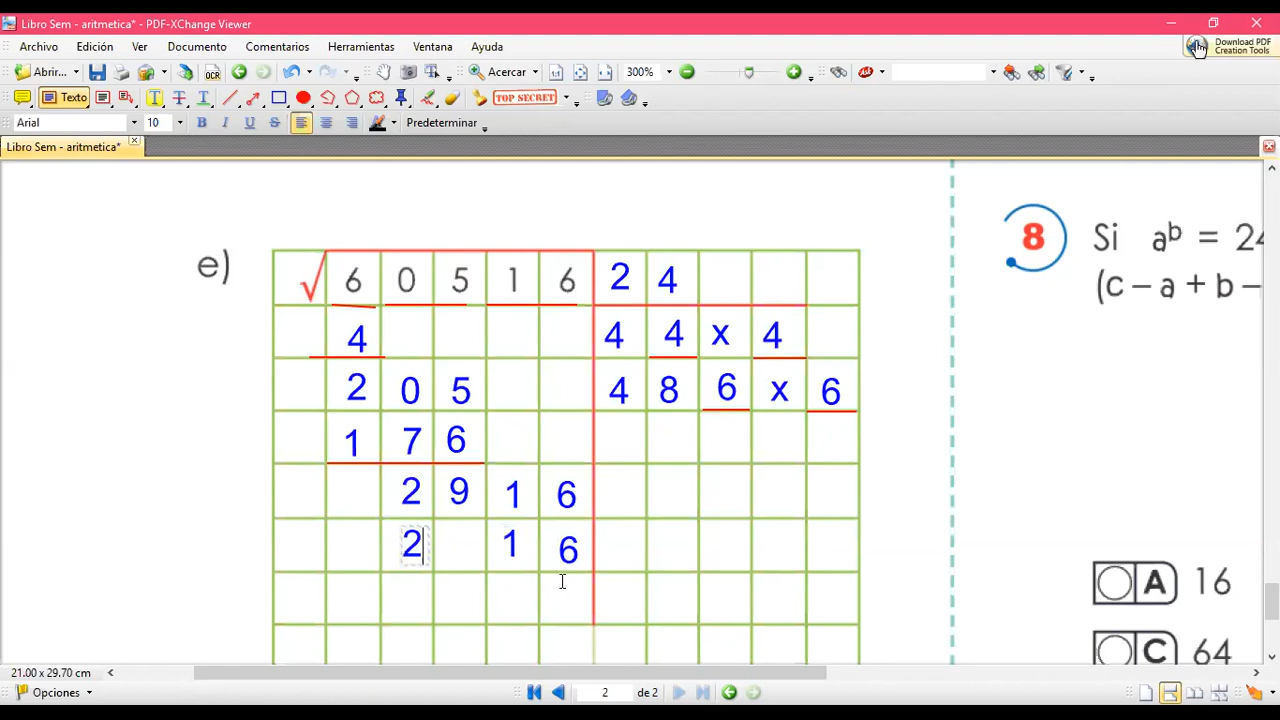 Libro Sem - aritmetica* - PDF-XChange Viewer
Archivo Edición Ver Documento Comentarios Herramientas Ventana Ayuda
Download PDF
Creation Tools
Abrir... OCR Acercar 300%
Texto TOP SECRET
Arial 10 B I U S Predeterminar
Libro Sem - aritmetica*
e) √ 6 0 5 1 6 2 4
4 4 4 x 4
2 0 5 4 8 6 x 6
1 7 6
2 9 1 6
2 1 6
8 Si a^b = 24
(c – a + b –
A 16
C 64
21.00 x 29.70 cm
Opciones 2 de 2